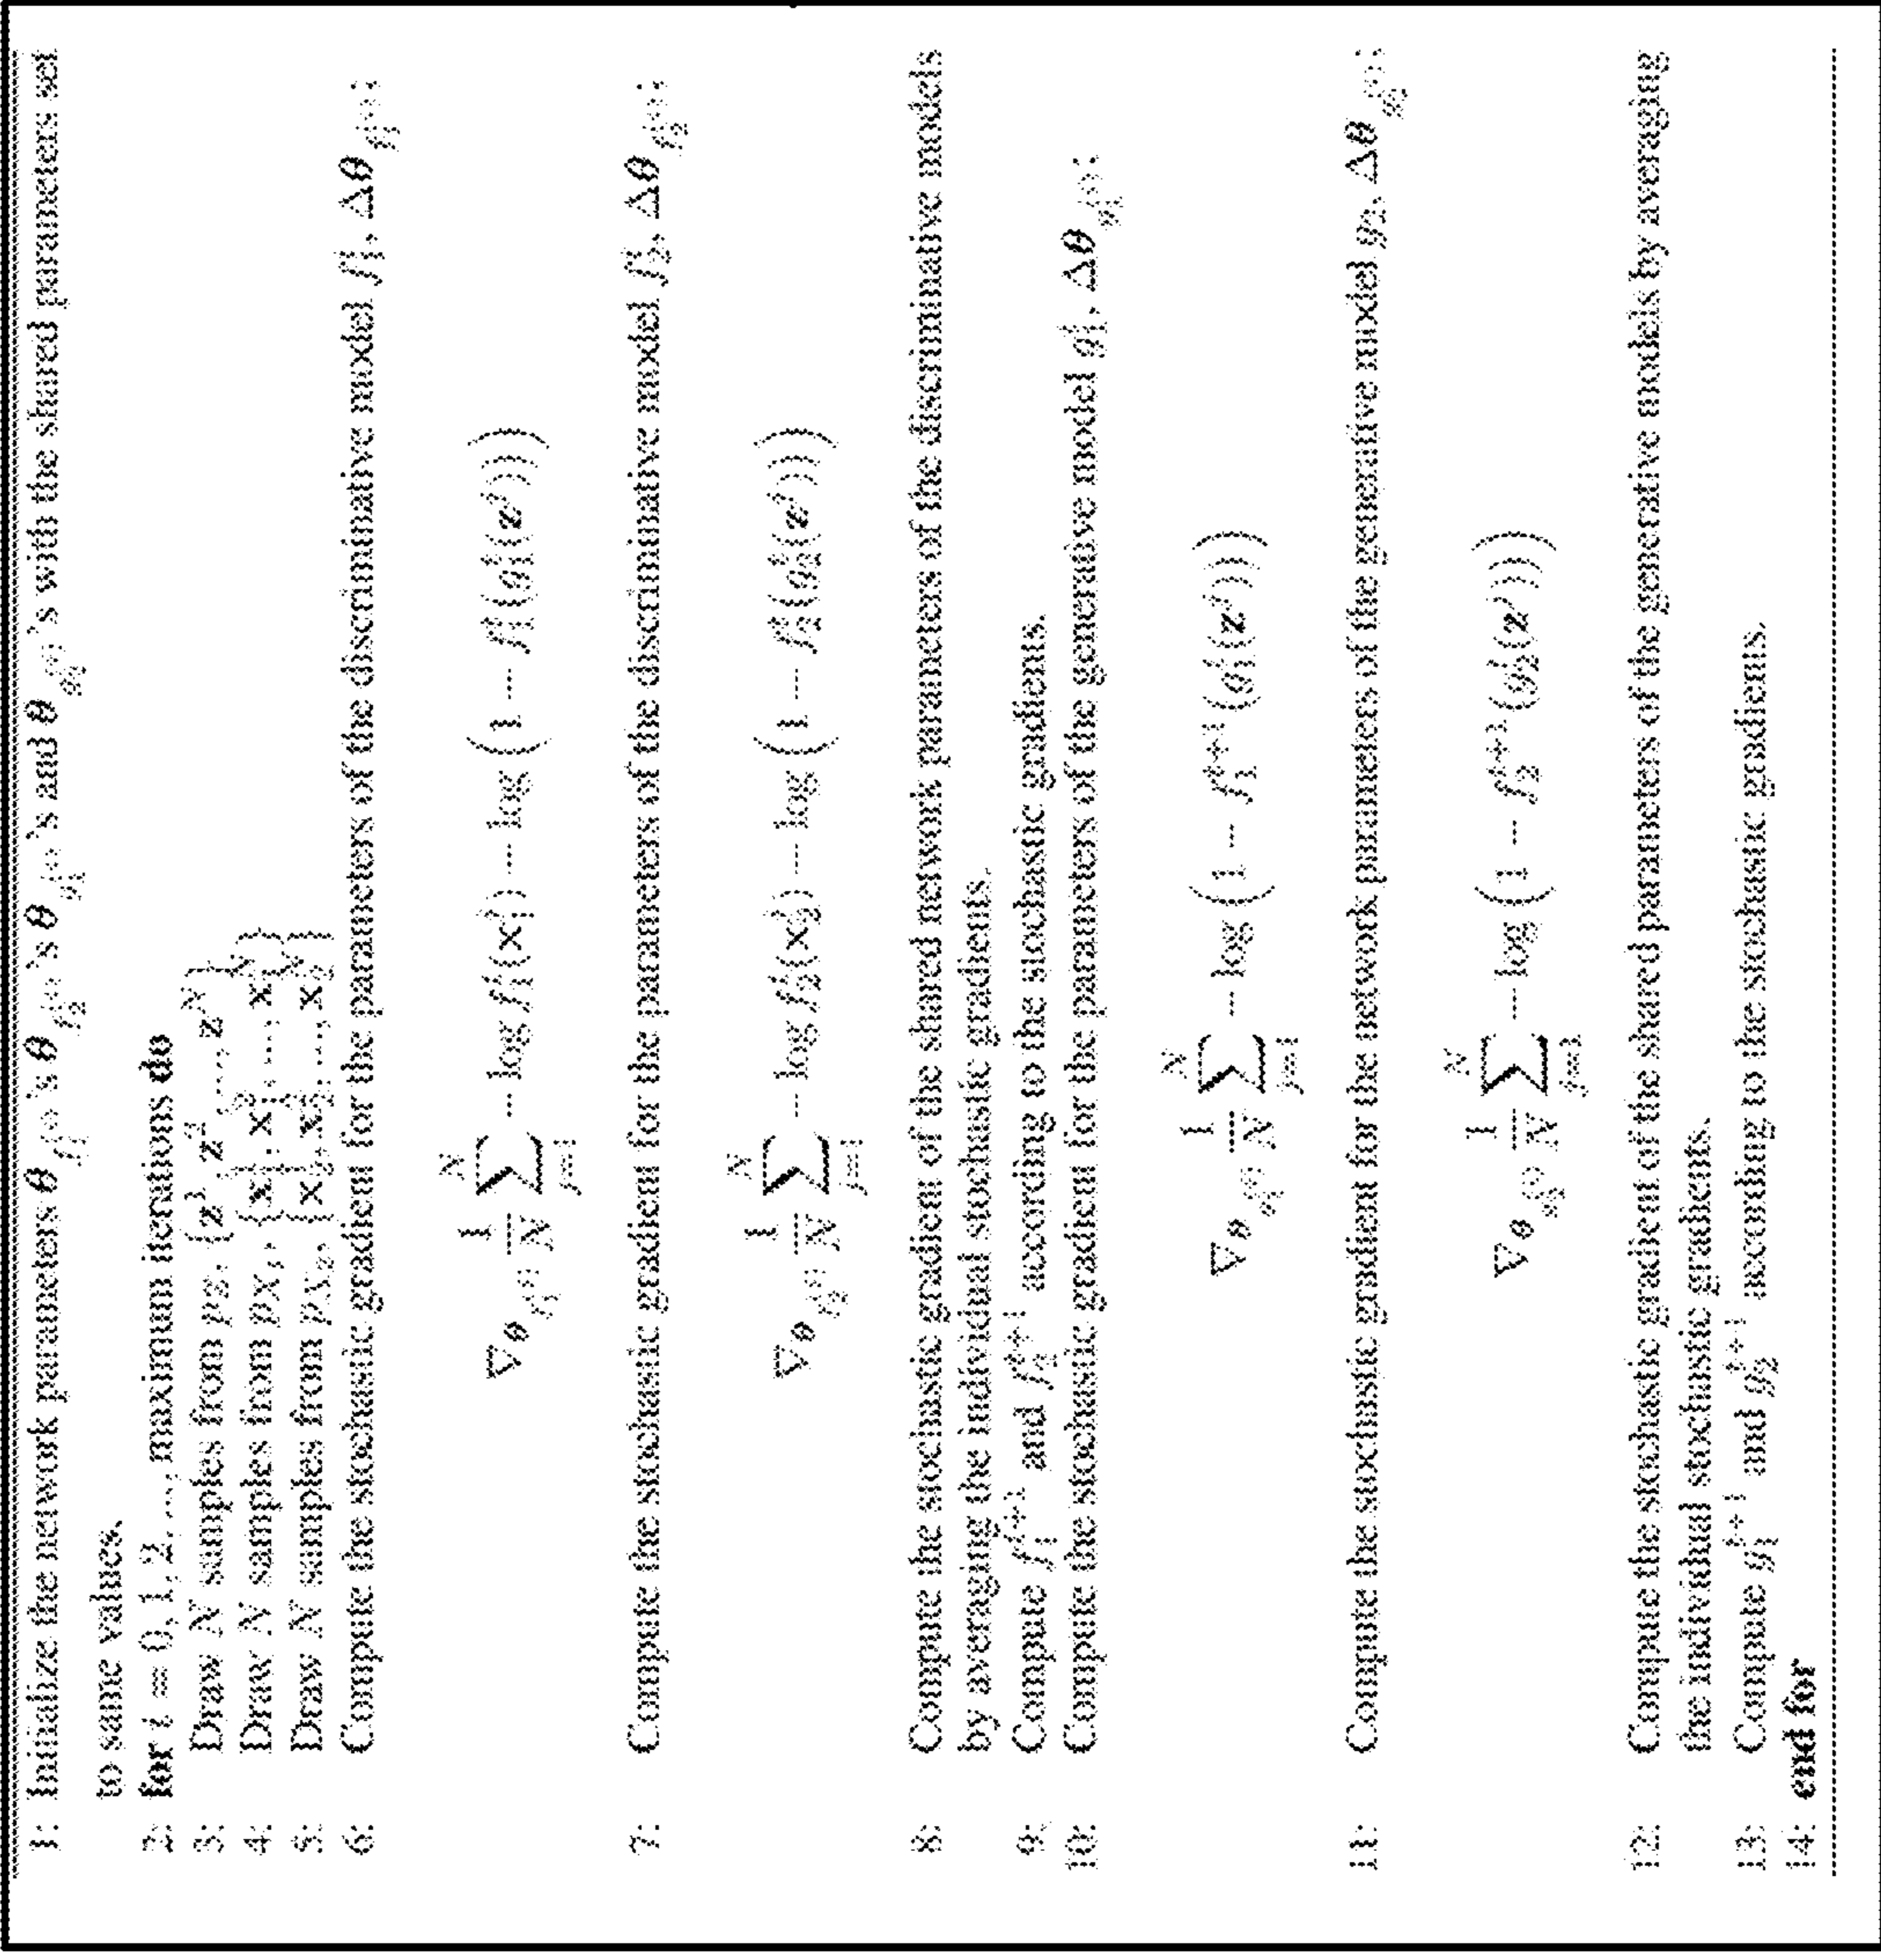 1: Initialize the network parameters θ_{f_1^{(i)}}'s θ_{f_2^{(i)}}'s θ_{g_1^{(i)}}'s and θ_{g_2^{(i)}}'s with the shared parameters set
to same values.
2: for t = 0, 1, 2, ..., maximum iterations do
3: Draw N samples from p_Z, {z^1, z^2, ..., z^N}
4: Draw N samples from p_{X_1}, {x_1^1, x_1^2, ..., x_1^N}
5: Draw N samples from p_{X_2}, {x_2^1, x_2^2, ..., x_2^N}
6: Compute the stochastic gradient for the parameters of the discriminative model f_1^t, Δθ_{f_1^{(i)}};
∇_{θ_{f_1^{(i)}}} 1/N ∑_{j=1}^N − log f_1^t(x_1^j) − log (1 − f_1^t(g_1^t(z^j)))
7: Compute the stochastic gradient for the parameters of the discriminative model f_2^t, Δθ_{f_2^{(i)}};
∇_{θ_{f_2^{(i)}}} 1/N ∑_{j=1}^N − log f_2^t(x_2^j) − log (1 − f_2^t(g_2^t(z^j)))
8: Compute the stochastic gradient of the shared network parameters of the discriminative models
by averaging the individual stochastic gradients.
9: Compute f_1^{t+1} and f_2^{t+1} according to the stochastic gradients.
10: Compute the stochastic gradient for the parameters of the generative model g_1^t, Δθ_{g_1^{(i)}};
∇_{θ_{g_1^{(i)}}} 1/N ∑_{j=1}^N − log (1 − f_1^{t+1}(g_1^t(z^j)))
11: Compute the stochastic gradient for the network parameters of the generative model g_2, Δθ_{g_2^{(i)}};
∇_{θ_{g_2^{(i)}}} 1/N ∑_{j=1}^N − log (1 − f_2^{t+1}(g_2^t(z^j)))
12: Compute the stochastic gradient of the shared parameters of the generative models by averaging
the individual stochastic gradients.
13: Compute g_1^{t+1} and g_2^{t+1} according to the stochastic gradients.
14: end for